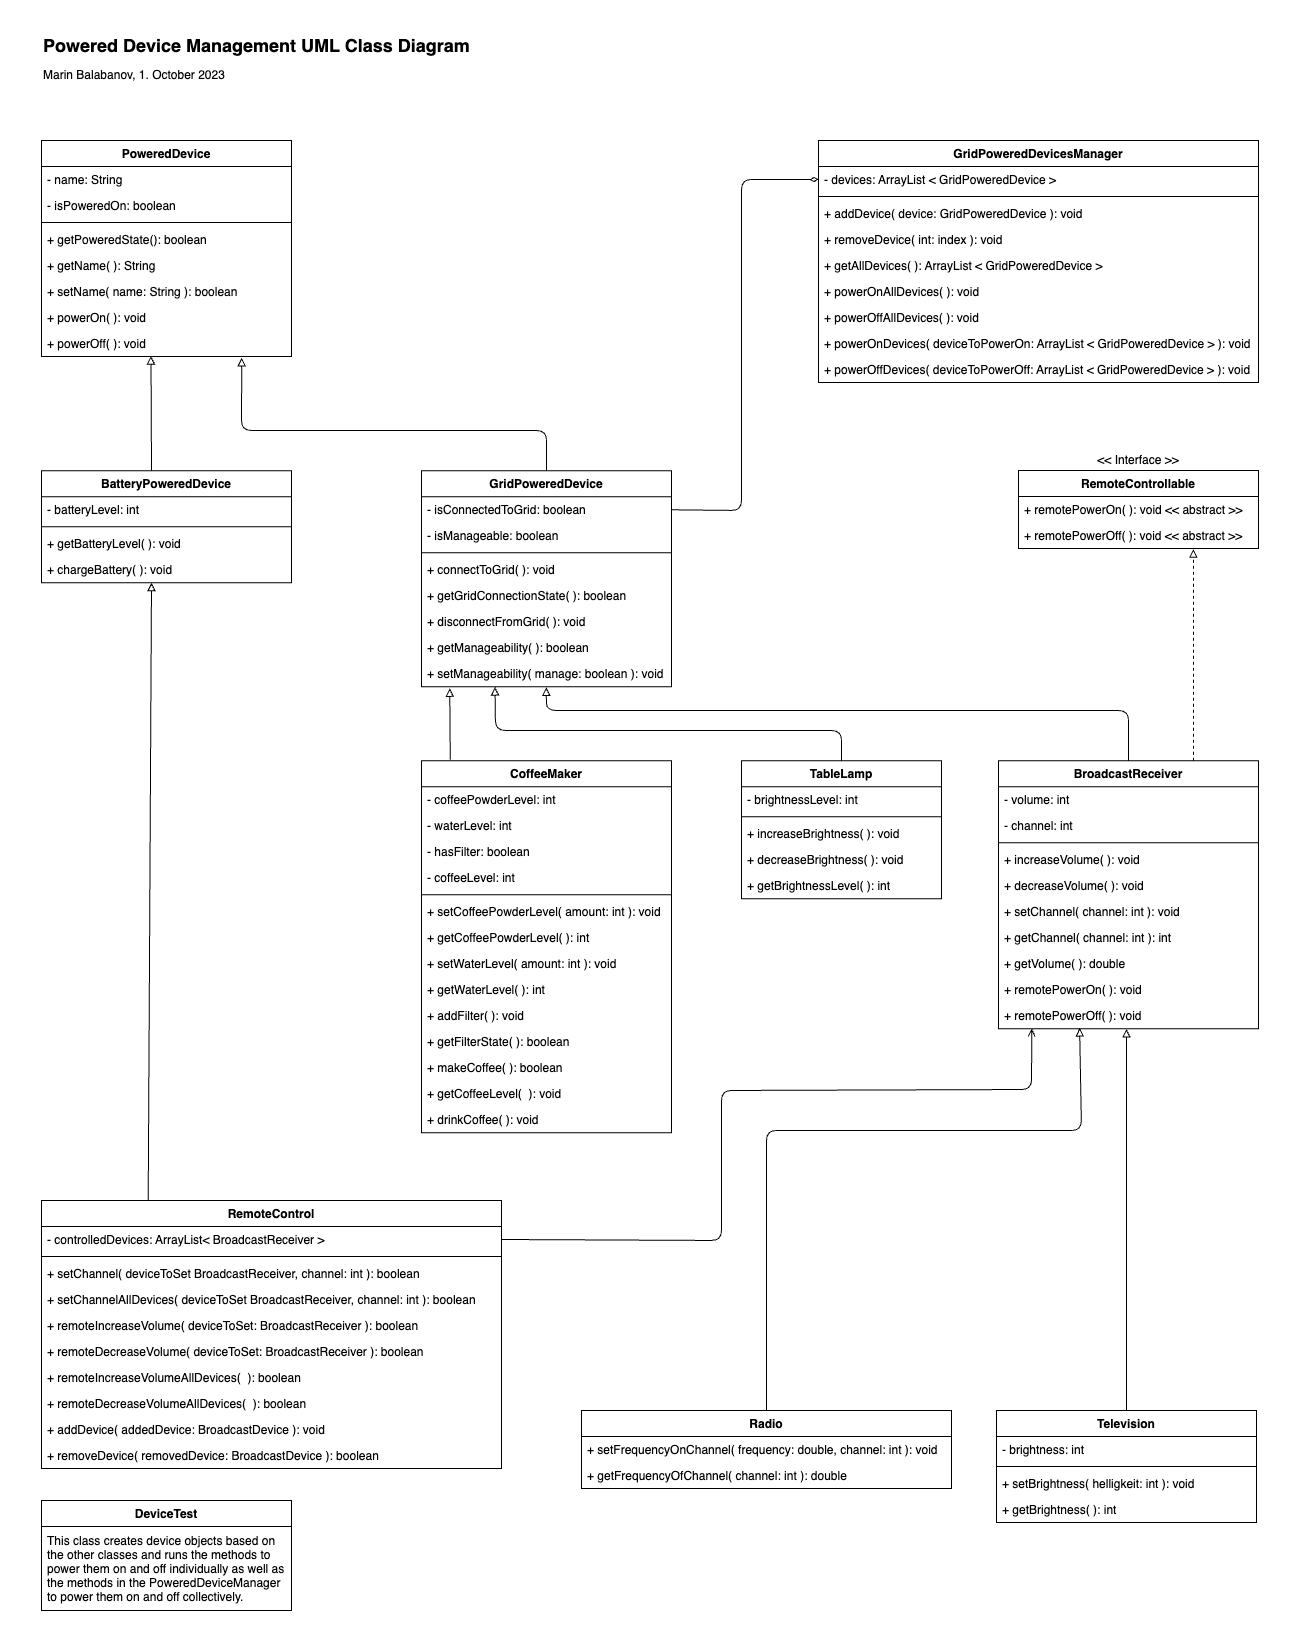 Powered Device Management UML Class Diagram
Marin Balabanov, 1. October 2023
PoweredDevice
- name: String
- isPoweredOn: boolean
+ getPoweredState(): boolean
+ getName( ): String
+ setName( name: String ): boolean
+ powerOn( ): void
+ powerOff( ): void
GridPoweredDevicesManager
- devices: ArrayList < GridPoweredDevice >
+ addDevice( device: GridPoweredDevice ): void
+ removeDevice( int: index ): void
+ getAllDevices( ): ArrayList < GridPoweredDevice >
+ powerOnAllDevices( ): void
+ powerOffAllDevices( ): void
+ powerOnDevices( deviceToPowerOn: ArrayList < GridPoweredDevice > ): void
+ powerOffDevices( deviceToPowerOff: ArrayList < GridPoweredDevice > ): void
BatteryPoweredDevice
- batteryLevel: int
+ getBatteryLevel( ): void
+ chargeBattery( ): void
GridPoweredDevice
- isConnectedToGrid: boolean
- isManageable: boolean
+ connectToGrid( ): void
+ getGridConnectionState( ): boolean
+ disconnectFromGrid( ): void
+ getManageability( ): boolean
+ setManageability( manage: boolean ): void
<< Interface >>
RemoteControllable
+ remotePowerOn( ): void << abstract >>
+ remotePowerOff( ): void << abstract >>
CoffeeMaker
- coffeePowderLevel: int
- waterLevel: int
- hasFilter: boolean
- coffeeLevel: int
+ setCoffeePowderLevel( amount: int ): void
+ getCoffeePowderLevel( ): int
+ setWaterLevel( amount: int ): void
+ getWaterLevel( ): int
+ addFilter( ): void
+ getFilterState( ): boolean
+ makeCoffee( ): boolean
+ getCoffeeLevel(  ): void
+ drinkCoffee( ): void
TableLamp
- brightnessLevel: int
+ increaseBrightness( ): void
+ decreaseBrightness( ): void
+ getBrightnessLevel( ): int
BroadcastReceiver
- volume: int
- channel: int
+ increaseVolume( ): void
+ decreaseVolume( ): void
+ setChannel( channel: int ): void
+ getChannel( channel: int ): int
+ getVolume( ): double
+ remotePowerOn( ): void
+ remotePowerOff( ): void
RemoteControl
- controlledDevices: ArrayList< BroadcastReceiver >
+ setChannel( deviceToSet BroadcastReceiver, channel: int ): boolean
+ setChannelAllDevices( deviceToSet BroadcastReceiver, channel: int ): boolean
+ remoteIncreaseVolume( deviceToSet: BroadcastReceiver ): boolean
+ remoteDecreaseVolume( deviceToSet: BroadcastReceiver ): boolean
+ remoteIncreaseVolumeAllDevices(  ): boolean
+ remoteDecreaseVolumeAllDevices(  ): boolean
+ addDevice( addedDevice: BroadcastDevice ): void
+ removeDevice( removedDevice: BroadcastDevice ): boolean
Radio
+ setFrequencyOnChannel( frequency: double, channel: int ): void
+ getFrequencyOfChannel( channel: int ): double
Television
- brightness: int
+ setBrightness( helligkeit: int ): void
+ getBrightness( ): int
DeviceTest
This class creates device objects based on
the other classes and runs the methods to
power them on and off individually as well as
the methods in the PoweredDeviceManager
to power them on and off collectively.